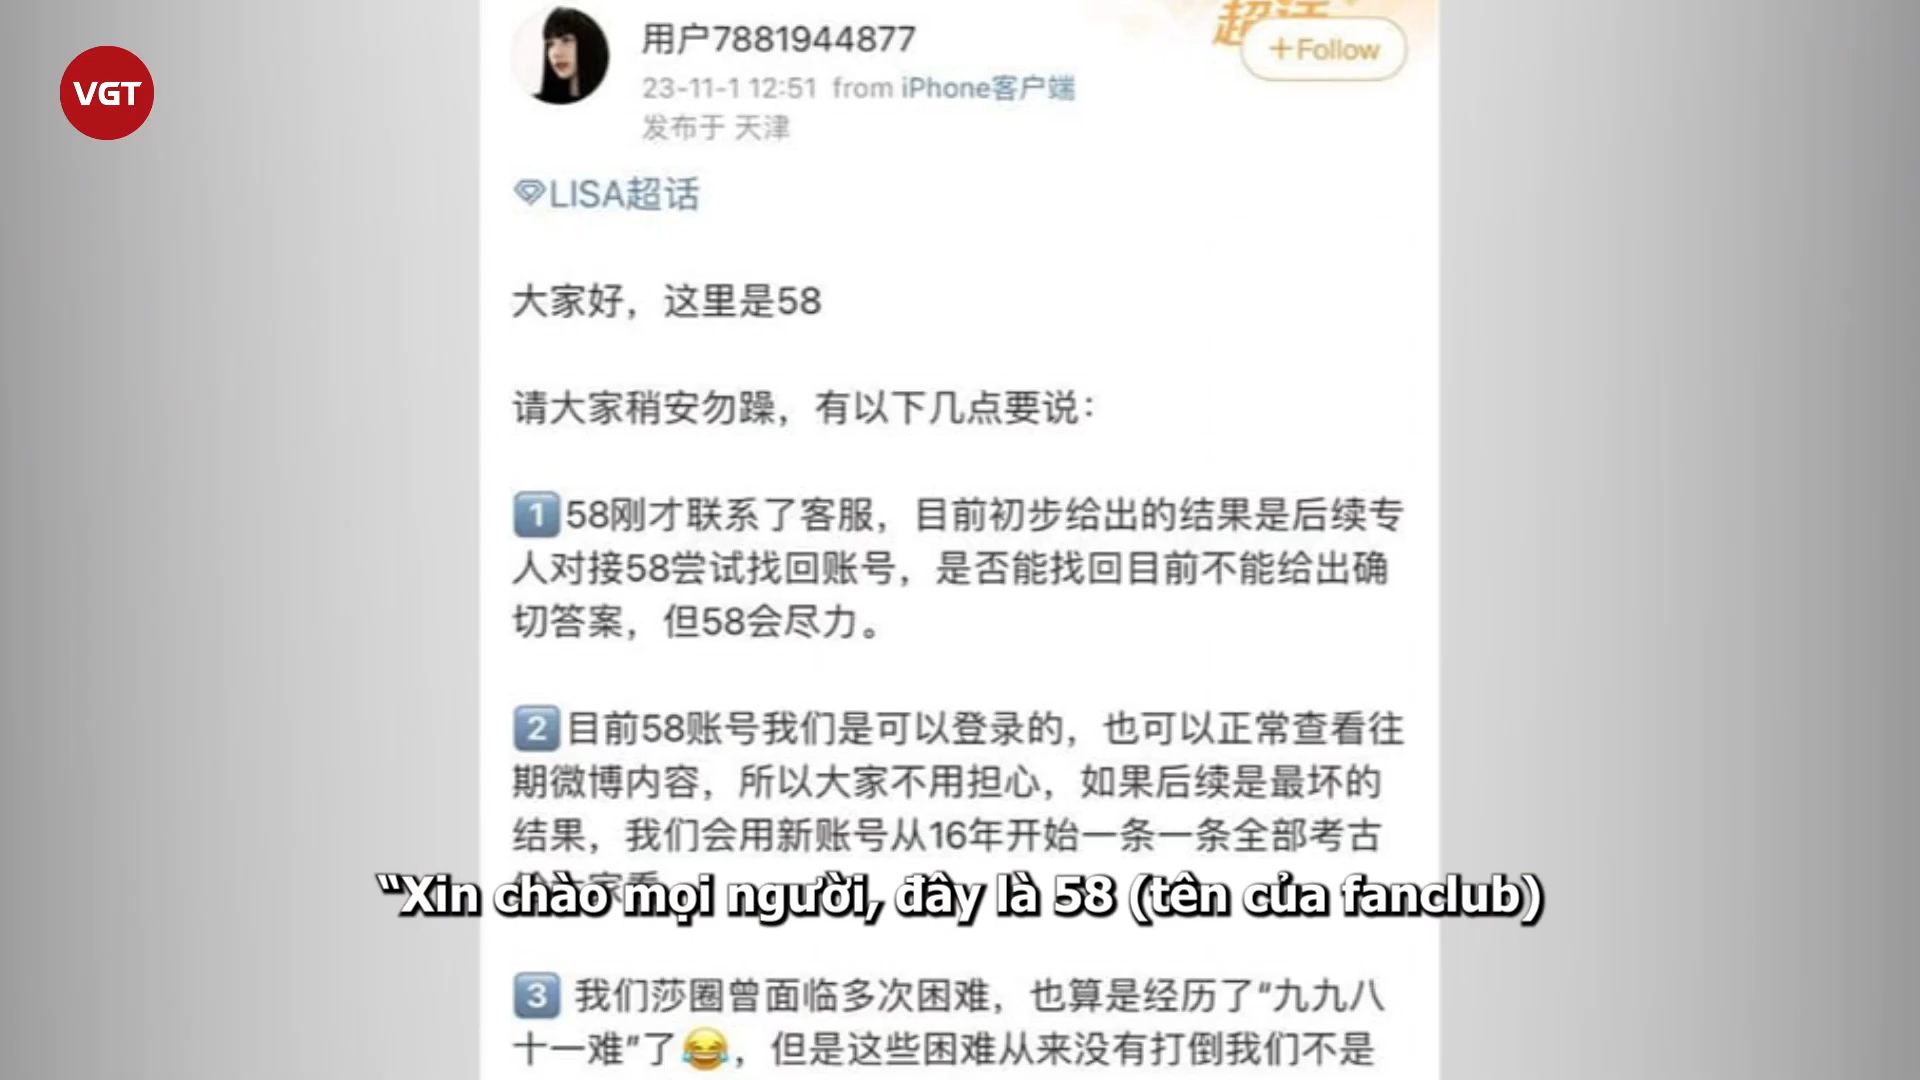 VGT
超话
用户7881944877
+Follow
23-11-1 12:51 from iPhone客户端
发布于 天津
LISA超话
大家好，这里是58
请大家稍安勿躁，有以下几点要说：
1 58刚才联系了客服，目前初步给出的结果是后续专
人对接58尝试找回账号，是否能找回目前不能给出确
切答案，但58会尽力。
2 目前58账号我们是可以登录的，也可以正常查看往
期微博内容，所以大家不用担心，如果后续是最坏的
结果，我们会用新账号从16年开始一条一条全部考古
“Xin chào mọi người, đây là 58 (tên của fanclub)
3 我们莎圈曾面临多次困难，也算是经历了“九九八
十一难”了😂，但是这些困难从来没有打倒我们不是